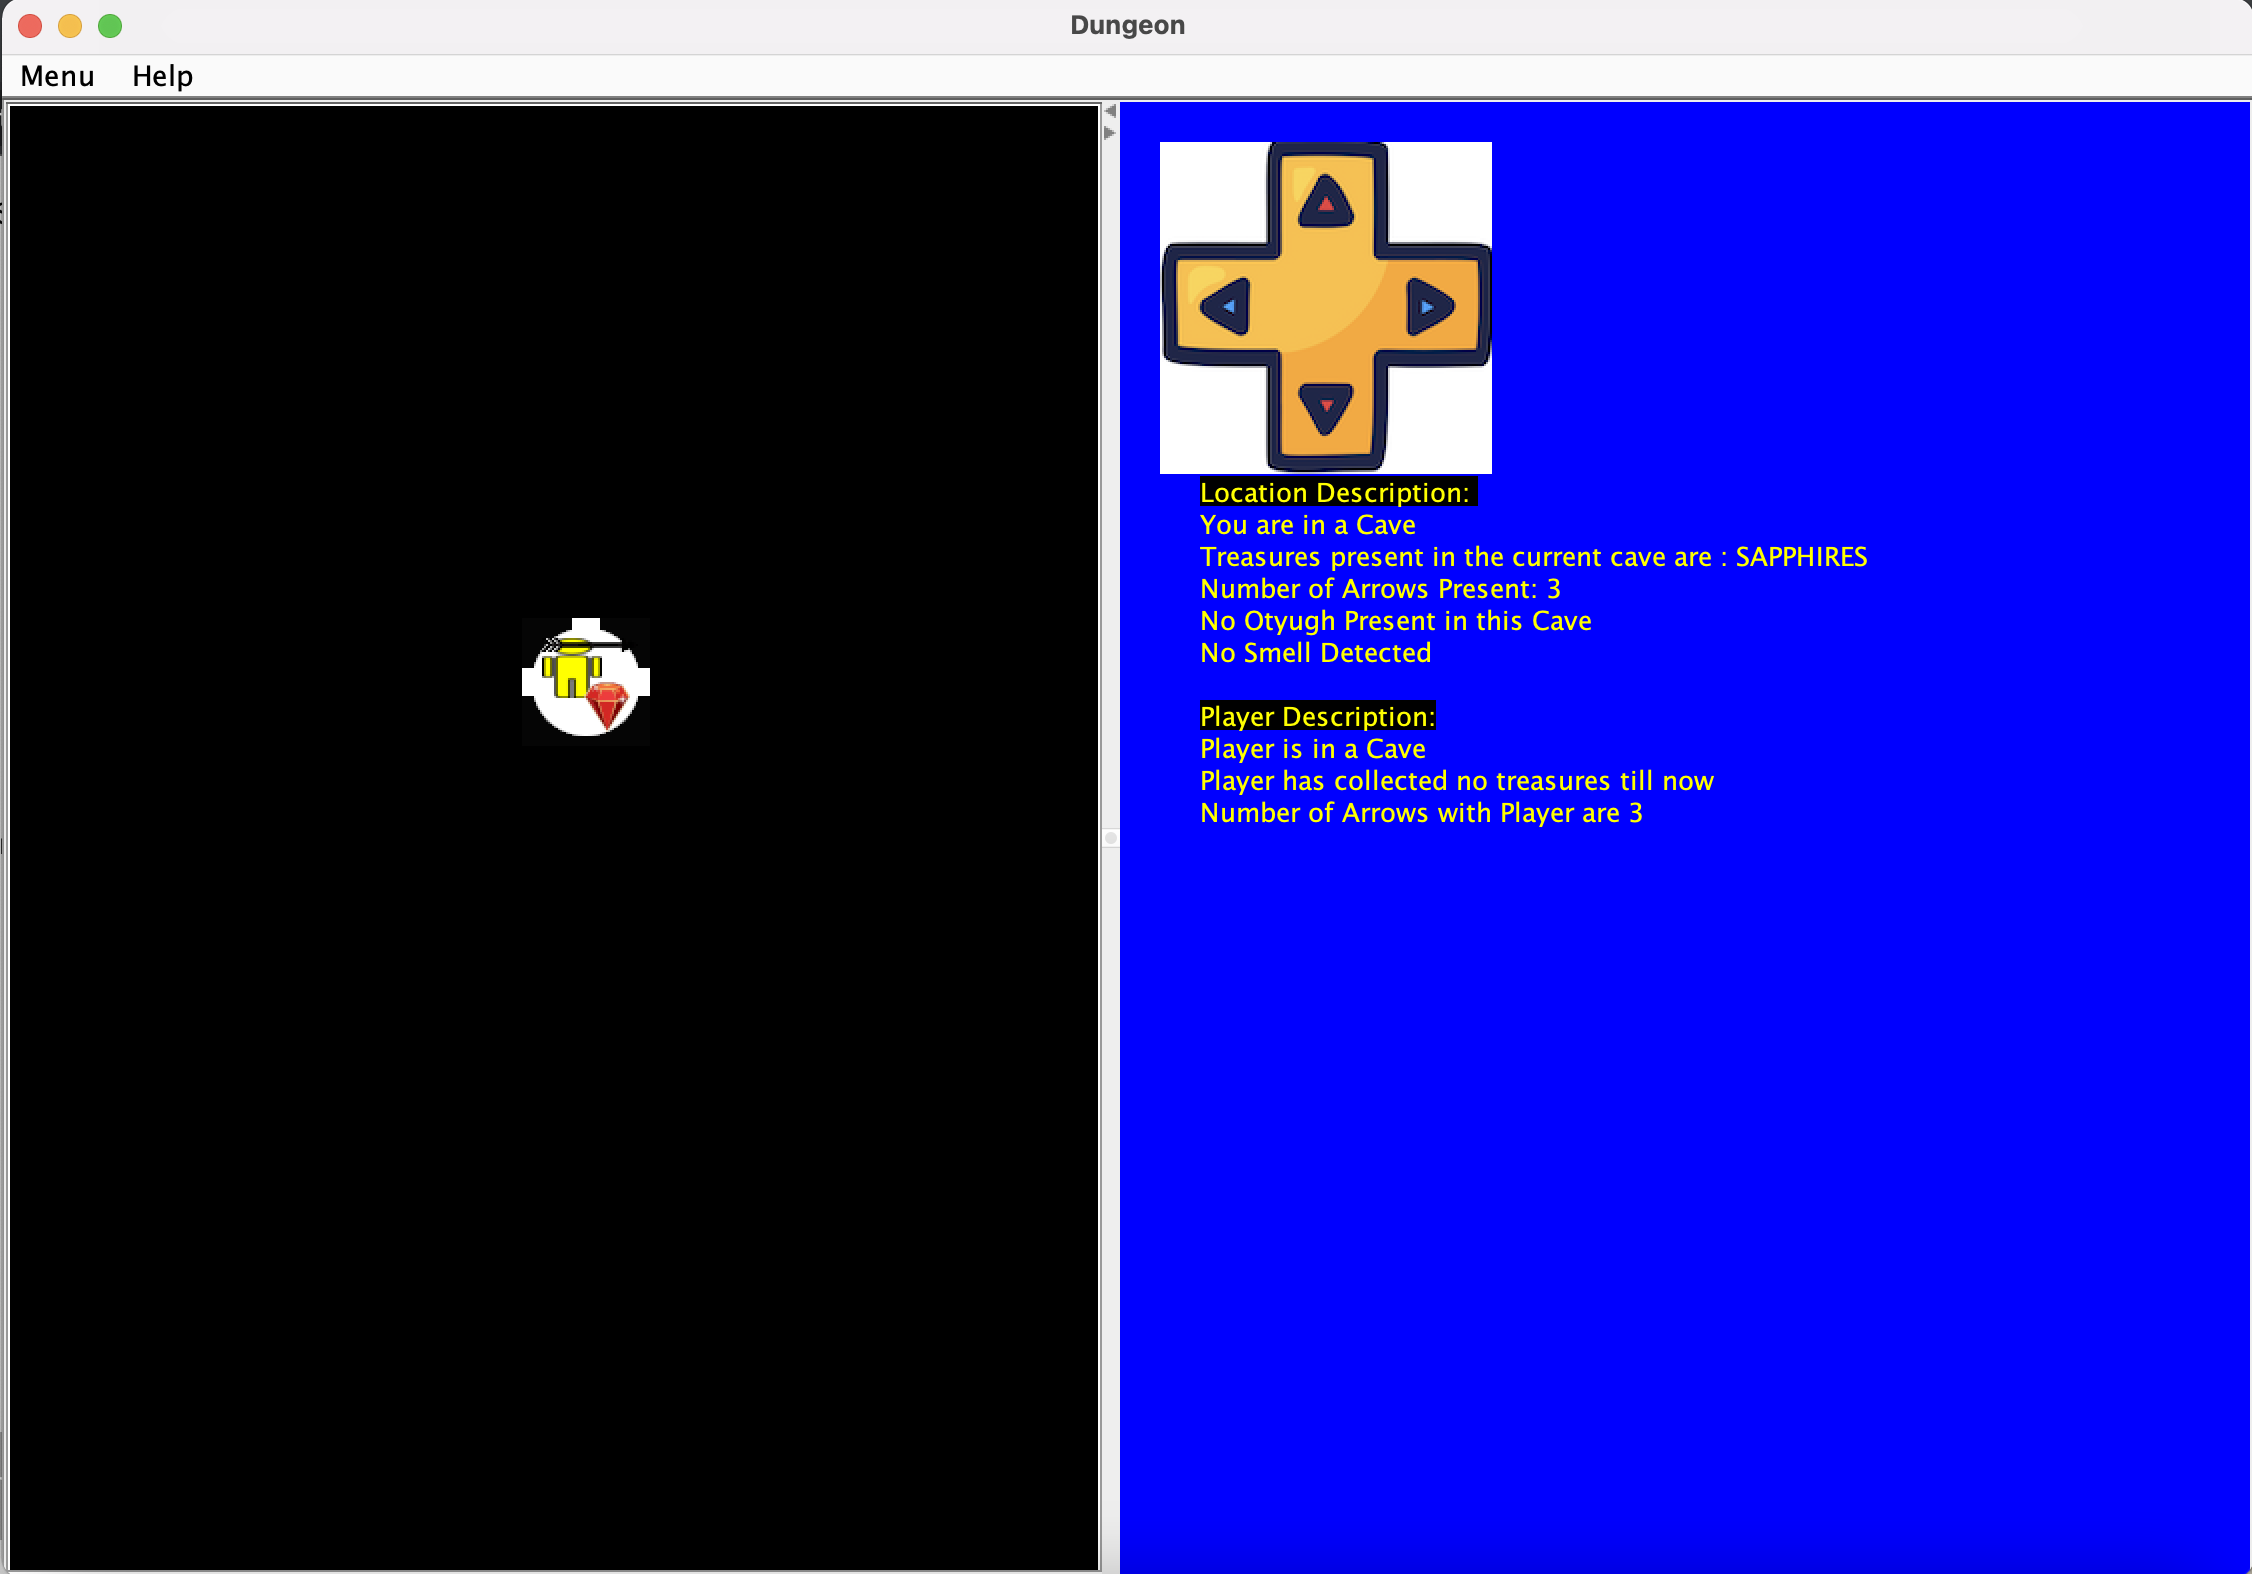 Dungeon
Menu Help
Location Description:
You are in a Cave
Treasures present in the current cave are : SAPPHIRES
Number of Arrows Present: 3
No Otyugh Present in this Cave
No Smell Detected
Player Description:
Player is in a Cave
Player has collected no treasures till now
Number of Arrows with Player are 3